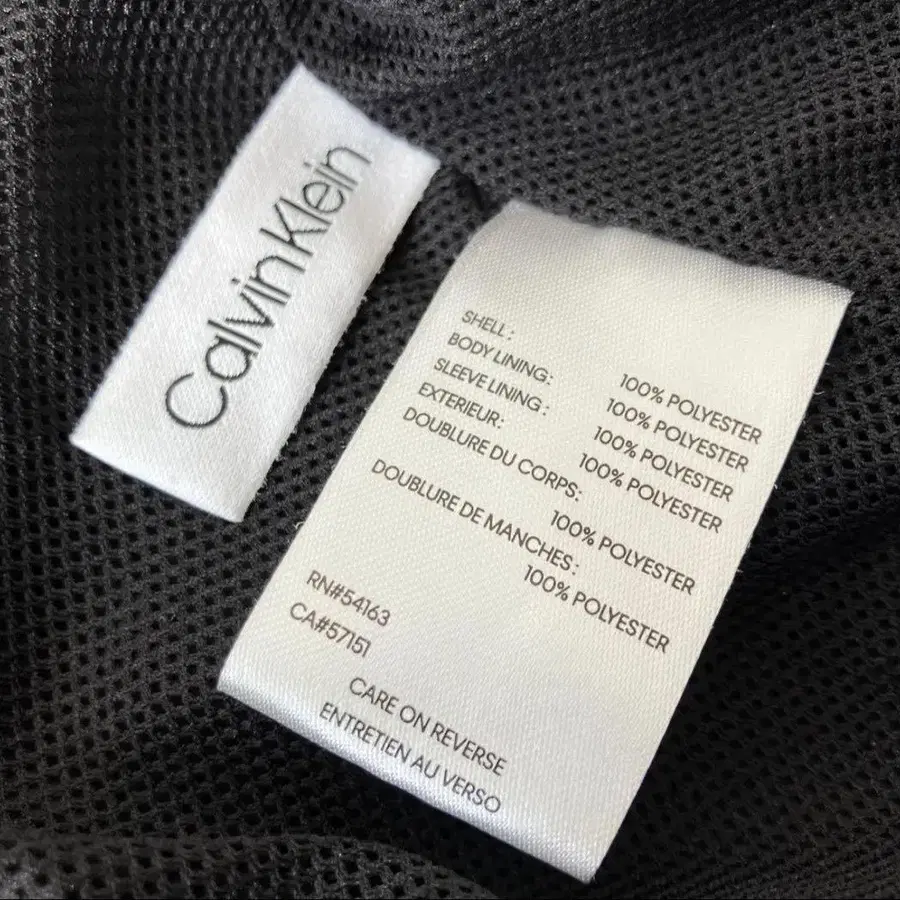 Calvin Klein
SHELL: 100% POLYESTER
BODY LINING: 100% POLYESTER
SLEEVE LINING: 100% POLYESTER
EXTERIEUR: 100% POLYESTER
DOUBLURE DU CORPS:
100% POLYESTER
DOUBLURE DE MANCHES:
100% POLYESTER
RN#54163
CA#57151
CARE ON REVERSE
ENTRETIEN AU VERSO